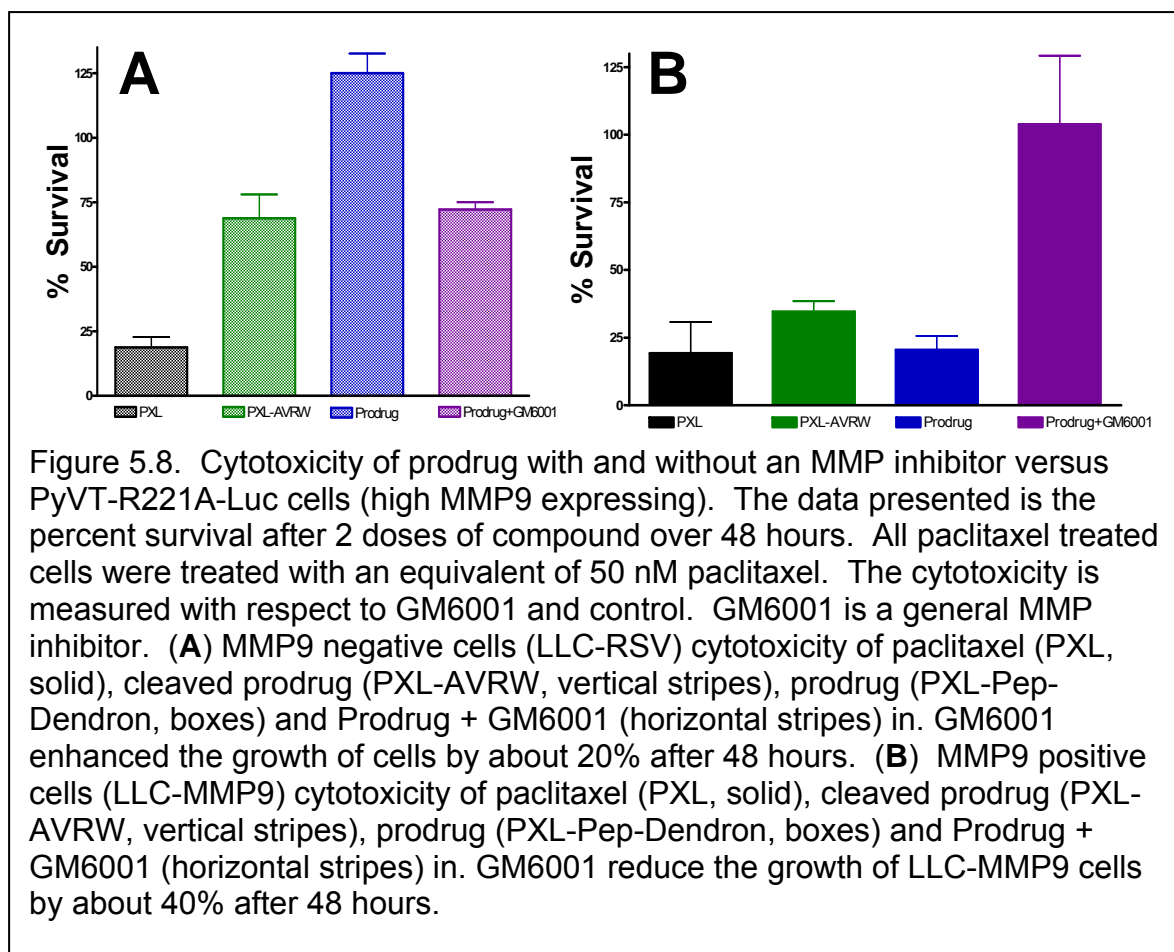 A
B
% Survival
125
100
75
50
25
0
PXL
PXL-AVRW
Prodrug
Prodrug+GM6001
% Survival
125
100
75
50
25
0
PXL
PXL-AVRW
Prodrug
Prodrug+GM6001
Figure 5.8. Cytotoxicity of prodrug with and without an MMP inhibitor versus
PyVT-R221A-Luc cells (high MMP9 expressing). The data presented is the
percent survival after 2 doses of compound over 48 hours. All paclitaxel treated
cells were treated with an equivalent of 50 nM paclitaxel. The cytotoxicity is
measured with respect to GM6001 and control. GM6001 is a general MMP
inhibitor. (A) MMP9 negative cells (LLC-RSV) cytotoxicity of paclitaxel (PXL,
solid), cleaved prodrug (PXL-AVRW, vertical stripes), prodrug (PXL-Pep-
Dendron, boxes) and Prodrug + GM6001 (horizontal stripes) in. GM6001
enhanced the growth of cells by about 20% after 48 hours. (B) MMP9 positive
cells (LLC-MMP9) cytotoxicity of paclitaxel (PXL, solid), cleaved prodrug (PXL-
AVRW, vertical stripes), prodrug (PXL-Pep-Dendron, boxes) and Prodrug +
GM6001 (horizontal stripes) in. GM6001 reduce the growth of LLC-MMP9 cells
by about 40% after 48 hours.